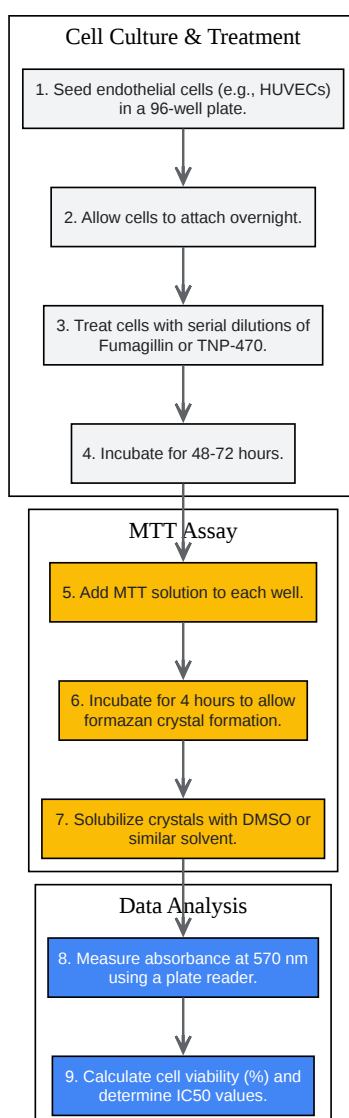 Cell Culture & Treatment
1. Seed endothelial cells (e.g., HUVECs)
in a 96-well plate.
2. Allow cells to attach overnight.
3. Treat cells with serial dilutions of
Fumagillin or TNP-470.
4. Incubate for 48-72 hours.
MTT Assay
5. Add MTT solution to each well.
6. Incubate for 4 hours to allow
formazan crystal formation.
7. Solubilize crystals with DMSO or
similar solvent.
Data Analysis
8. Measure absorbance at 570 nm
using a plate reader.
9. Calculate cell viability (%) and
determine IC50 values.